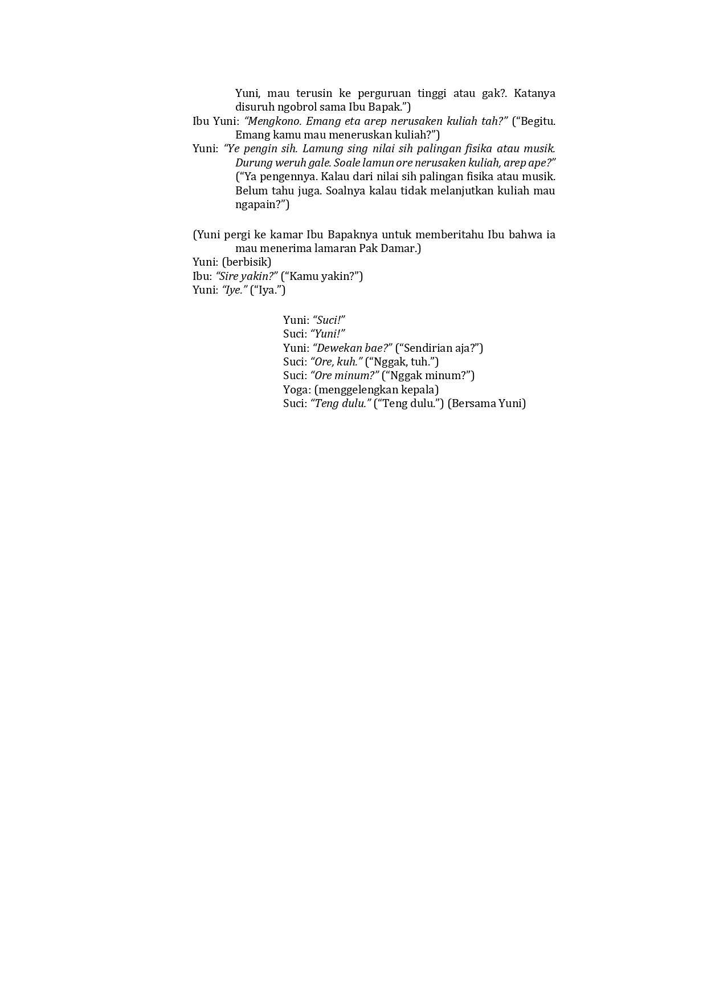 Yuni, mau terusin ke perguruan tinggi atau gak?. Katanya
disuruh ngobrol sama Ibu Bapak.”)
Ibu Yuni: “Mengkono. Emang eta arep nerusaken kuliah tah?” (“Begitu.
Emang kamu mau meneruskan kuliah?”)
Yuni: “Ye pengin sih. Lamung sing nilai sih palingan fisika atau musik.
Durung weruh gale. Soale lamun ore nerusaken kuliah, arep ape?”
(“Ya pengennya. Kalau dari nilai sih palingan fisika atau musik.
Belum tahu juga. Soalnya kalau tidak melanjutkan kuliah mau
ngapain?”)
(Yuni pergi ke kamar Ibu Bapaknya untuk memberitahu Ibu bahwa ia
mau menerima lamaran Pak Damar.)
Yuni: (berbisik)
Ibu: “Sire yakin?” (“Kamu yakin?”)
Yuni: “Iye.” (“Iya.”)
Yuni: “Suci!”
Suci: “Yuni!”
Yuni: “Dewekan bae?” (“Sendirian aja?”)
Suci: “Ore, kuh.” (“Nggak, tuh.”)
Suci: “Ore minum?” (“Nggak minum?”)
Yoga: (menggelengkan kepala)
Suci: “Teng dulu.” (“Teng dulu.”) (Bersama Yuni)